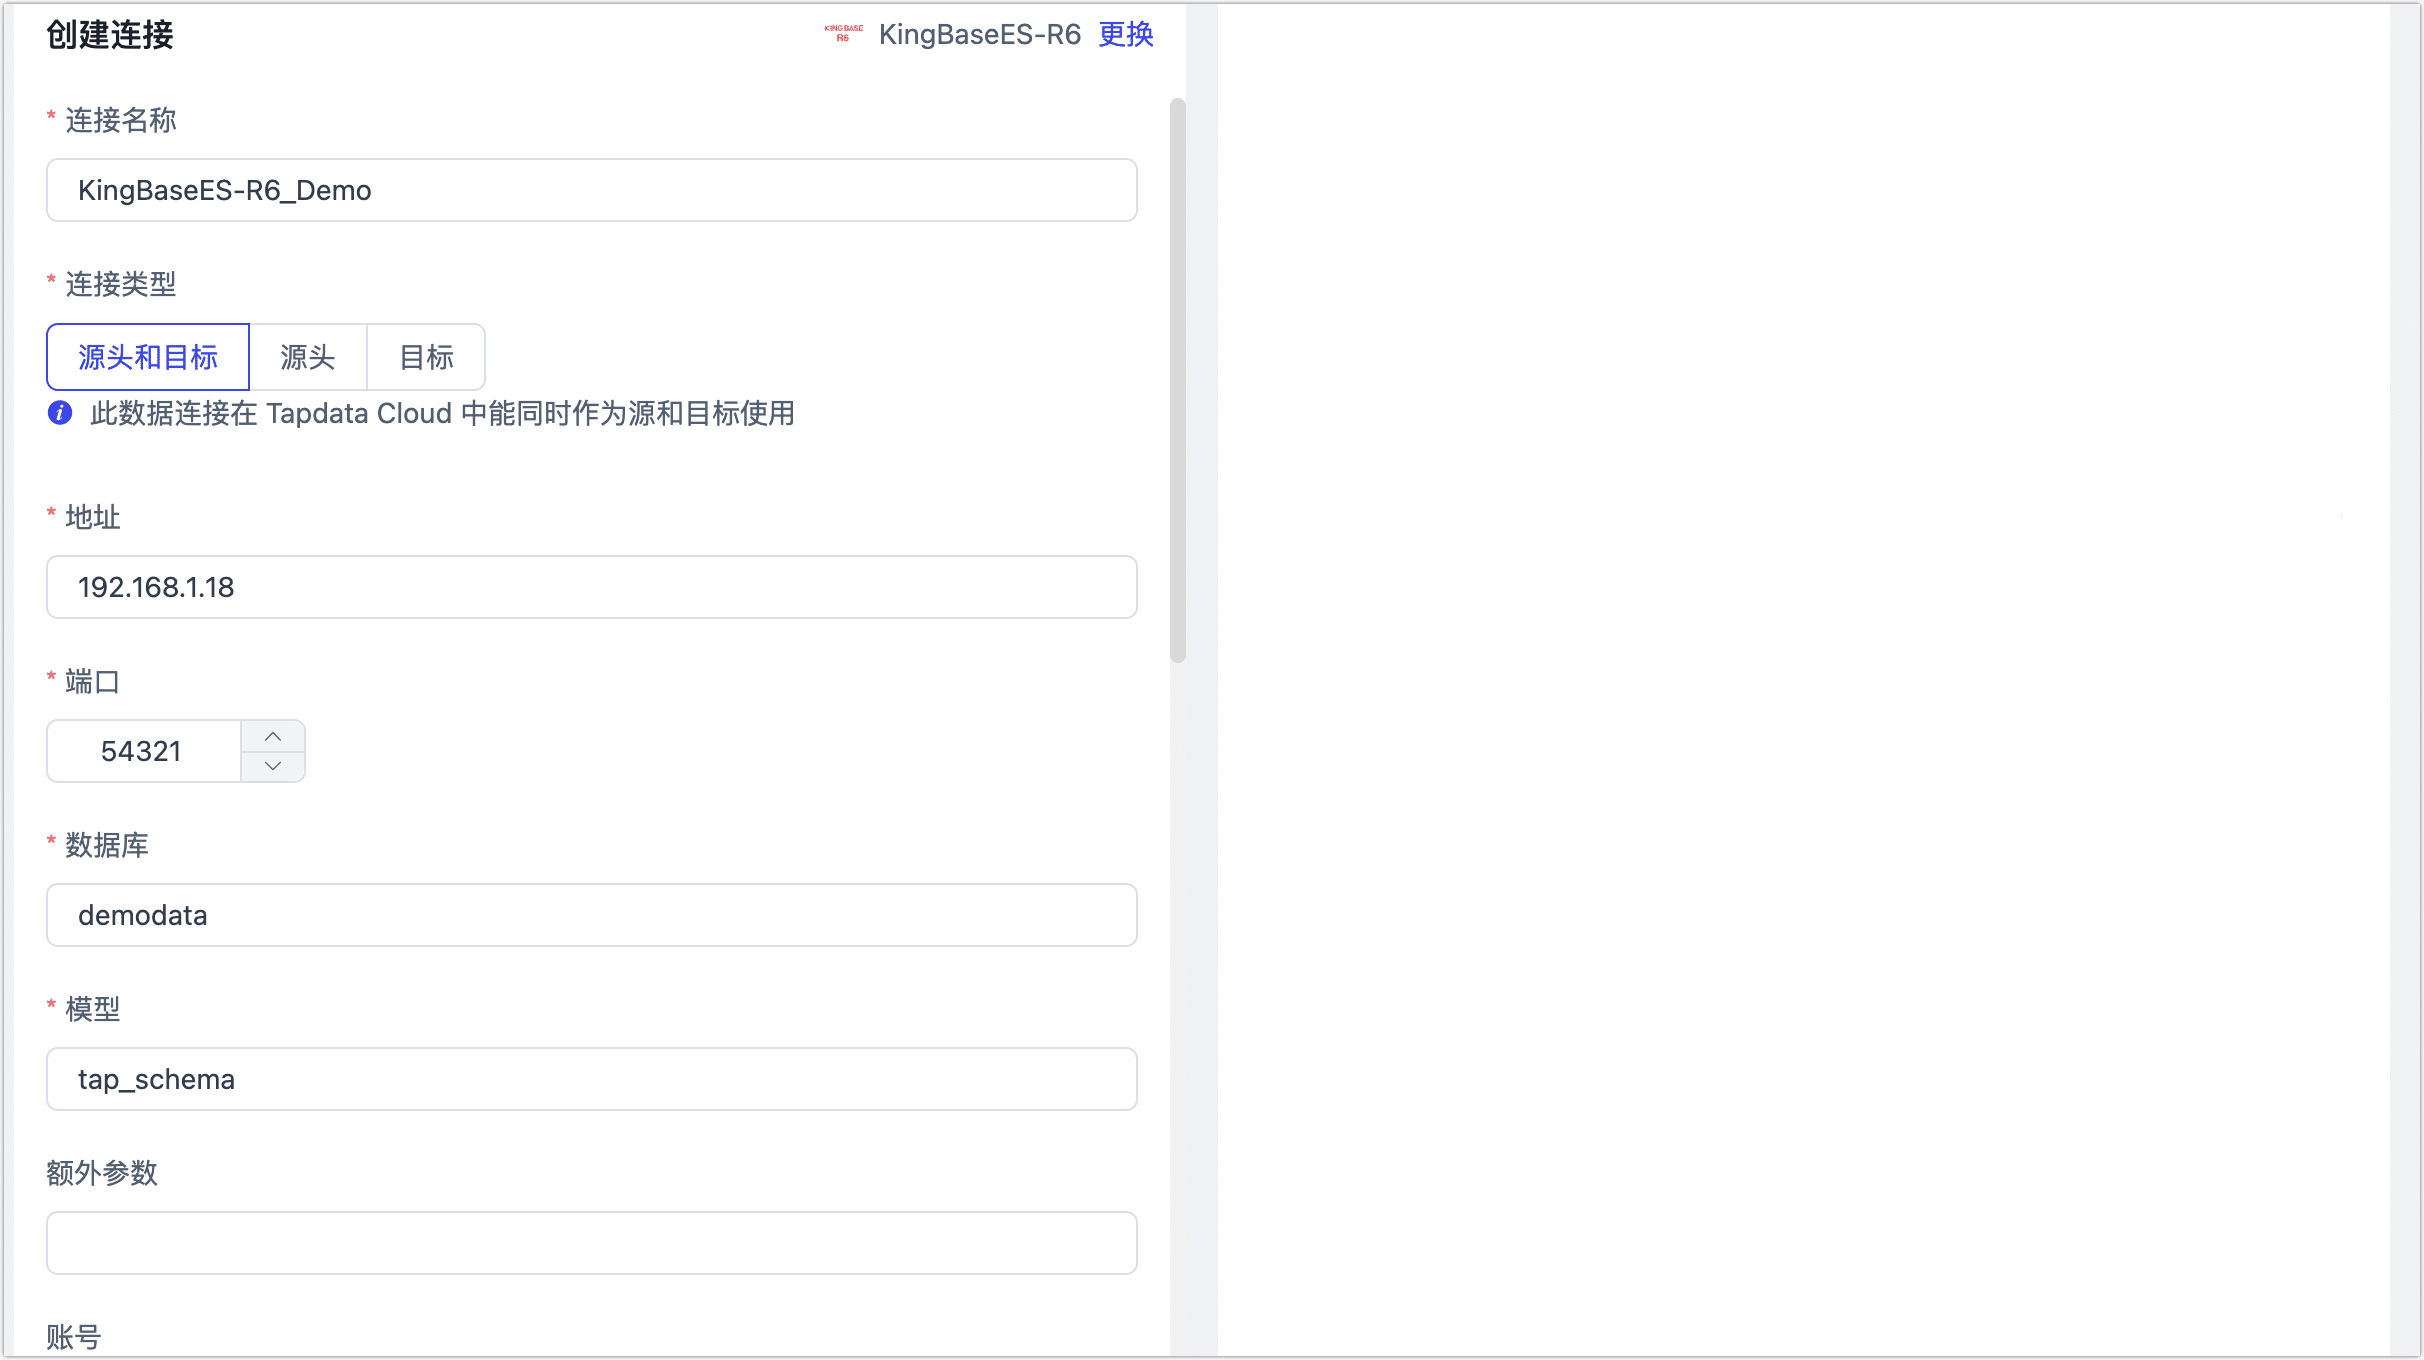 创建连接
KINGBASE
R6
KingBaseES-R6 更换
* 连接名称
KingBaseES-R6_Demo
* 连接类型
源头和目标 源头 目标
i 此数据连接在 Tapdata Cloud 中能同时作为源和目标使用
* 地址
192.168.1.18
* 端口
54321
* 数据库
demodata
* 模型
tap_schema
额外参数
账号